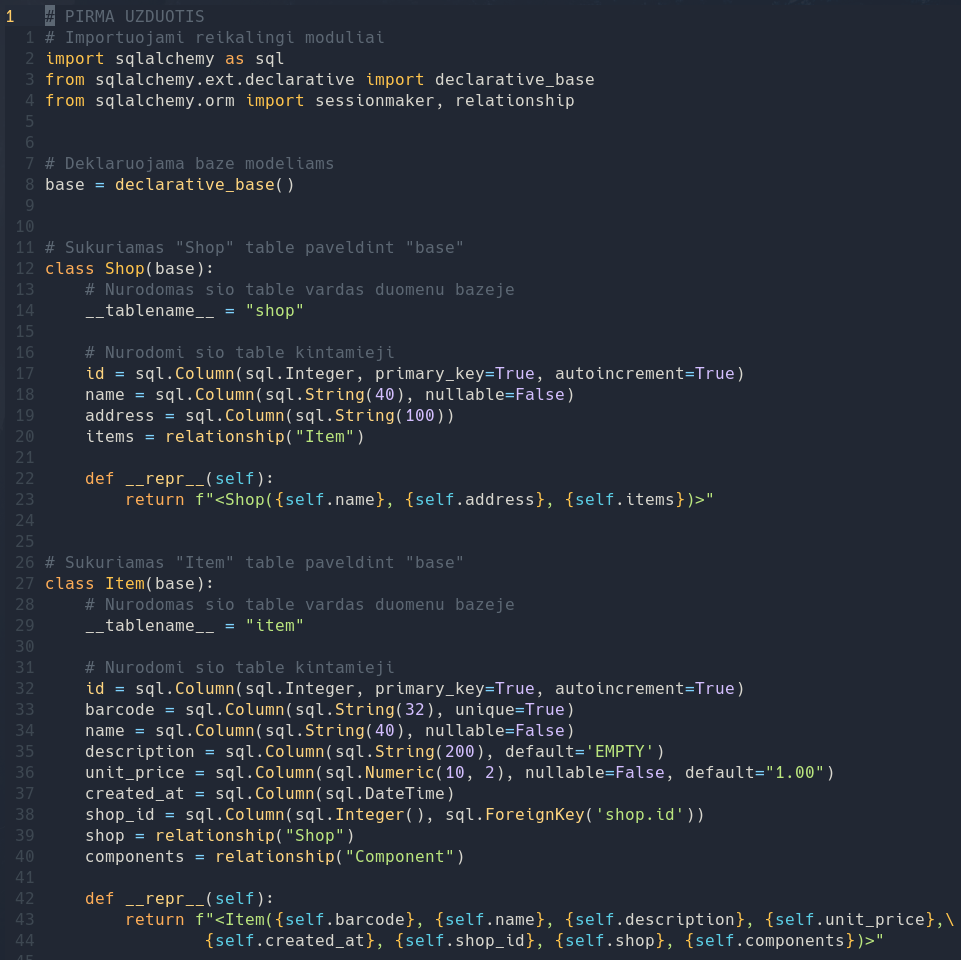 1 # PIRMA UZDUOTIS
1 # Importuojami reikalingi moduliai
2 import sqlalchemy as sql
3 from sqlalchemy.ext.declarative import declarative_base
4 from sqlalchemy.orm import sessionmaker, relationship
5
6
7 # Deklaruojama baze modeliams
8 base = declarative_base()
9
10
11 # Sukuriamas "Shop" table paveldint "base"
12 class Shop(base):
13     # Nurodomas sio table vardas duomenu bazeje
14     __tablename__ = "shop"
15
16     # Nurodomi sio table kintamieji
17     id = sql.Column(sql.Integer, primary_key=True, autoincrement=True)
18     name = sql.Column(sql.String(40), nullable=False)
19     address = sql.Column(sql.String(100))
20     items = relationship("Item")
21
22     def __repr__(self):
23         return f"<Shop({self.name}, {self.address}, {self.items})>"
24
25
26 # Sukuriamas "Item" table paveldint "base"
27 class Item(base):
28     # Nurodomas sio table vardas duomenu bazeje
29     __tablename__ = "item"
30
31     # Nurodomi sio table kintamieji
32     id = sql.Column(sql.Integer, primary_key=True, autoincrement=True)
33     barcode = sql.Column(sql.String(32), unique=True)
34     name = sql.Column(sql.String(40), nullable=False)
35     description = sql.Column(sql.String(200), default='EMPTY')
36     unit_price = sql.Column(sql.Numeric(10, 2), nullable=False, default="1.00")
37     created_at = sql.Column(sql.DateTime)
38     shop_id = sql.Column(sql.Integer(), sql.ForeignKey('shop.id'))
39     shop = relationship("Shop")
40     components = relationship("Component")
41
42     def __repr__(self):
43         return f"<Item({self.barcode}, {self.name}, {self.description}, {self.unit_price},\
44                 {self.created_at}, {self.shop_id}, {self.shop}, {self.components})>"
45